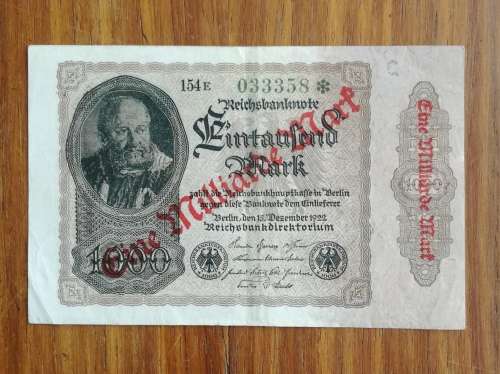 154E 033358 *
Reichsbanknote
Eintausend
Mark
zahlt die Reichsbankhauptkasse in Berlin
gegen diese Banknote dem Einlieferer
Berlin, den 15. Dezember 1922
Reichsbankdirektorium
1000
Eine Milliarde Mark
Eine Milliarde Mark